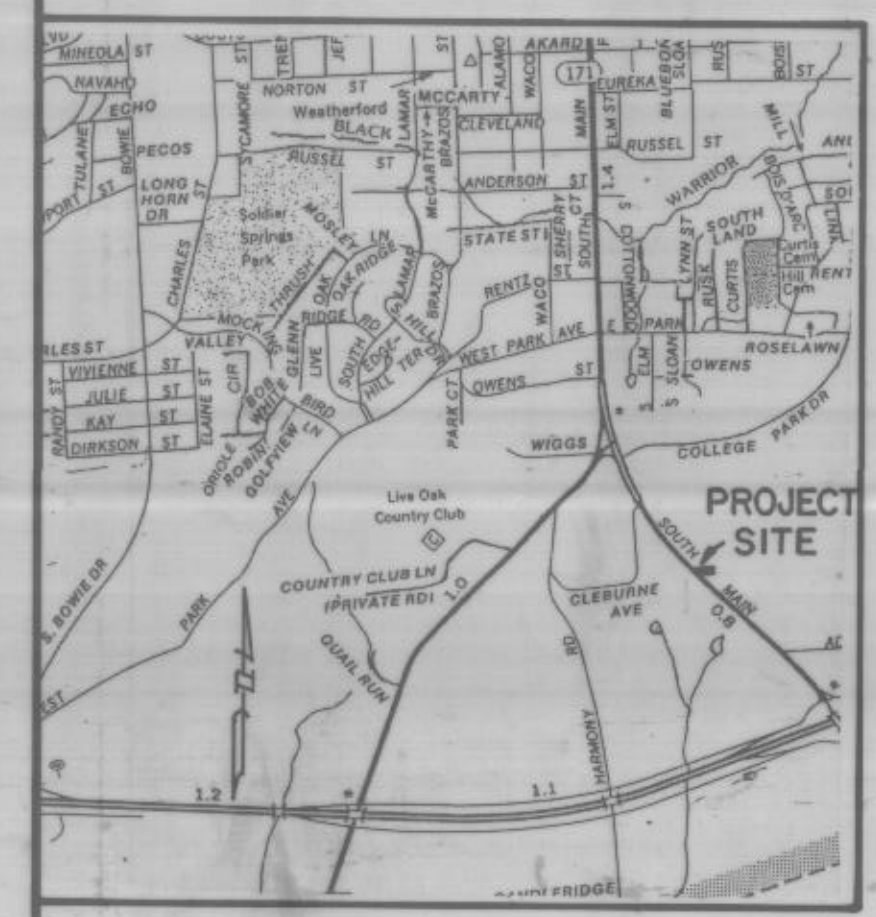 MINEOLA ST
NAVAHO
ECHO
TULANE
BOWIE
PECOS
LONG
HORN
DR
ST
CHARLES ST
SYCAMORE ST
NORTON ST
Weatherford
BLACK
RUSSEL ST
LAMAR
McCARTY
McCARTHY
BRAZOS
ST
CLEVELAND
ALAMO
WACO
AKARD
171
MAIN
EUREKA ST
ELM ST
RUSSEL ST
ANDERSON ST
1.4
WARRIOR
MILL
BOIS D'ARC
Soldier
Springs
Park
MOSLEY LN
THRUSH
OAK
OAK RIDGE
STATE ST
SHERRY CT
SOUTH
COTTONWOOD
LYNN ST
SOUTH
LAND
RUSK
CURTIS
Curtis
Cem
Hill
Cem
S. LAMAR
BRAZOS
RENTZ ST
WACO
MOCKING
VALLEY
GLENN
RIDGE RD
LIVE
SOUTH
EDGE-
HILL
HILL
TER DR
WEST PARK AVE
E PARK
ROSELAWN
OWENS ST
PARK CT
ELM
SLOAN
OWENS
S
S
VIVIENNE ST
JULIE ST
KAY ST
DIRKSON ST
RANDY ST
ELAINE ST
CIR
ORIOLE
BOB
WHITE
ROBIN
BIRD LN
GOLFVIEW
WIGGS
COLLEGE PARK DR
Live Oak
Country Club
C
PROJECT
SITE
SOUTH MAIN
0.8
COUNTRY CLUB LN
(PRIVATE RD)
1.0
CLEBURNE
AVE
S. BOWIE DR
PARK AVE
QUAIL RUN
HARMONY RD
1.2
1.1